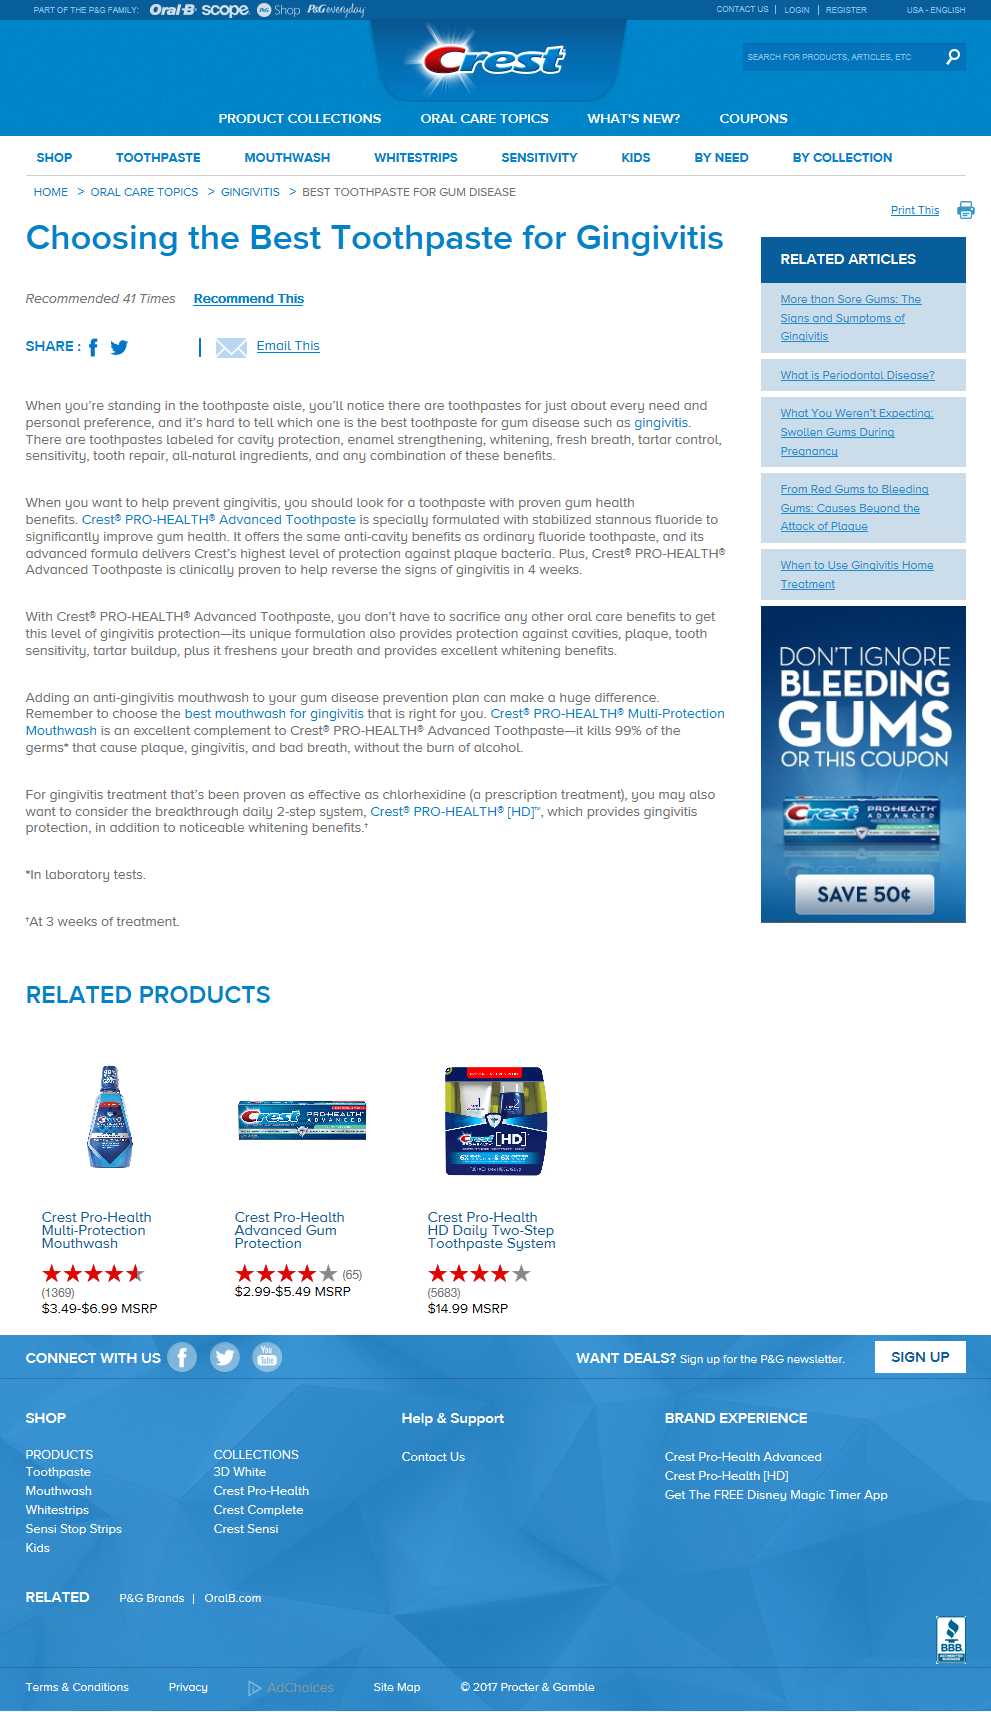 PART OF THE P&G FAMILY: Oral-B scope P&G Shop P&G everyday
CONTACT US | LOGIN | REGISTER USA - ENGLISH
Crest
SEARCH FOR PRODUCTS, ARTICLES, ETC
PRODUCT COLLECTIONS ORAL CARE TOPICS WHAT'S NEW? COUPONS
SHOP TOOTHPASTE MOUTHWASH WHITESTRIPS SENSITIVITY KIDS BY NEED BY COLLECTION
HOME > ORAL CARE TOPICS > GINGIVITIS > BEST TOOTHPASTE FOR GUM DISEASE
Print This
Choosing the Best Toothpaste for Gingivitis
Recommended 41 Times Recommend This
SHARE : | Email This
When you’re standing in the toothpaste aisle, you’ll notice there are toothpastes for just about every need and
personal preference, and it’s hard to tell which one is the best toothpaste for gum disease such as gingivitis.
There are toothpastes labeled for cavity protection, enamel strengthening, whitening, fresh breath, tartar control,
sensitivity, tooth repair, all-natural ingredients, and any combination of these benefits.
When you want to help prevent gingivitis, you should look for a toothpaste with proven gum health
benefits. Crest® PRO-HEALTH® Advanced Toothpaste is specially formulated with stabilized stannous fluoride to
significantly improve gum health. It offers the same anti-cavity benefits as ordinary fluoride toothpaste, and its
advanced formula delivers Crest’s highest level of protection against plaque bacteria. Plus, Crest® PRO-HEALTH®
Advanced Toothpaste is clinically proven to help reverse the signs of gingivitis in 4 weeks.
With Crest® PRO-HEALTH® Advanced Toothpaste, you don’t have to sacrifice any other oral care benefits to get
this level of gingivitis protection—its unique formulation also provides protection against cavities, plaque, tooth
sensitivity, tartar buildup, plus it freshens your breath and provides excellent whitening benefits.
Adding an anti-gingivitis mouthwash to your gum disease prevention plan can make a huge difference.
Remember to choose the best mouthwash for gingivitis that is right for you. Crest® PRO-HEALTH® Multi-Protection
Mouthwash is an excellent complement to Crest® PRO-HEALTH® Advanced Toothpaste—it kills 99% of the
germs* that cause plaque, gingivitis, and bad breath, without the burn of alcohol.
For gingivitis treatment that’s been proven as effective as chlorhexidine (a prescription treatment), you may also
want to consider the breakthrough daily 2-step system, Crest® PRO-HEALTH® [HD]™, which provides gingivitis
protection, in addition to noticeable whitening benefits.†
*In laboratory tests.
†At 3 weeks of treatment.
RELATED ARTICLES
More than Sore Gums: The
Signs and Symptoms of
Gingivitis
What is Periodontal Disease?
What You Weren’t Expecting:
Swollen Gums During
Pregnancy
From Red Gums to Bleeding
Gums: Causes Beyond the
Attack of Plaque
When to Use Gingivitis Home
Treatment
DON'T IGNORE
BLEEDING
GUMS
OR THIS COUPON
Crest PRO-HEALTH
ADVANCED
SAVE 50¢
RELATED PRODUCTS
Crest PRO-HEALTH
ADVANCED
Crest [HD]
Crest Pro-Health
Multi-Protection
Mouthwash
(1369)
$3.49-$6.99 MSRP
Crest Pro-Health
Advanced Gum
Protection
(65)
$2.99-$5.49 MSRP
Crest Pro-Health
HD Daily Two-Step
Toothpaste System
(5683)
$14.99 MSRP
CONNECT WITH US You Tube
WANT DEALS? Sign up for the P&G newsletter. SIGN UP
SHOP
PRODUCTS
Toothpaste
Mouthwash
Whitestrips
Sensi Stop Strips
Kids
COLLECTIONS
3D White
Crest Pro-Health
Crest Complete
Crest Sensi
Help & Support
Contact Us
BRAND EXPERIENCE
Crest Pro-Health Advanced
Crest Pro-Health [HD]
Get The FREE Disney Magic Timer App
RELATED P&G Brands | OralB.com
BBB
ACCREDITED
BUSINESS
Terms & Conditions Privacy AdChoices Site Map © 2017 Procter & Gamble